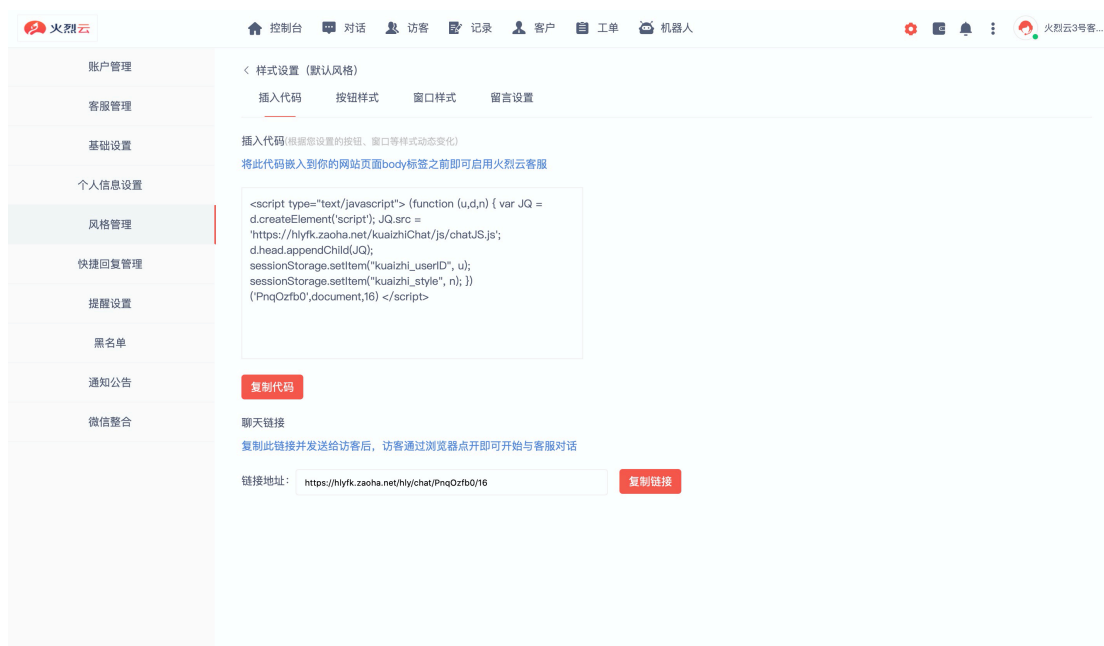 火烈云
控制台 对话 访客 记录 客户 工单 机器人
火烈云3号客...
账户管理
客服管理
基础设置
个人信息设置
风格管理
快捷回复管理
提醒设置
黑名单
通知公告
微信整合
< 样式设置（默认风格）
插入代码 按钮样式 窗口样式 留言设置
插入代码(根据您设置的按钮、窗口等样式动态变化)
将此代码嵌入到你的网站页面body标签之前即可启用火烈云客服
<script type="text/javascript"> (function (u,d,n) { var JQ =
d.createElement('script'); JQ.src =
'https://hlyfk.zaoha.net/kuaizhiChat/js/chatJS.js';
d.head.appendChild(JQ);
sessionStorage.setItem("kuaizhi_userID", u);
sessionStorage.setItem("kuaizhi_style", n); })
('PnqOzfb0',document,16) </script>
复制代码
聊天链接
复制此链接并发送给访客后，访客通过浏览器点开即可开始与客服对话
链接地址： https://hlyfk.zaoha.net/hly/chat/PnqOzfb0/16 复制链接